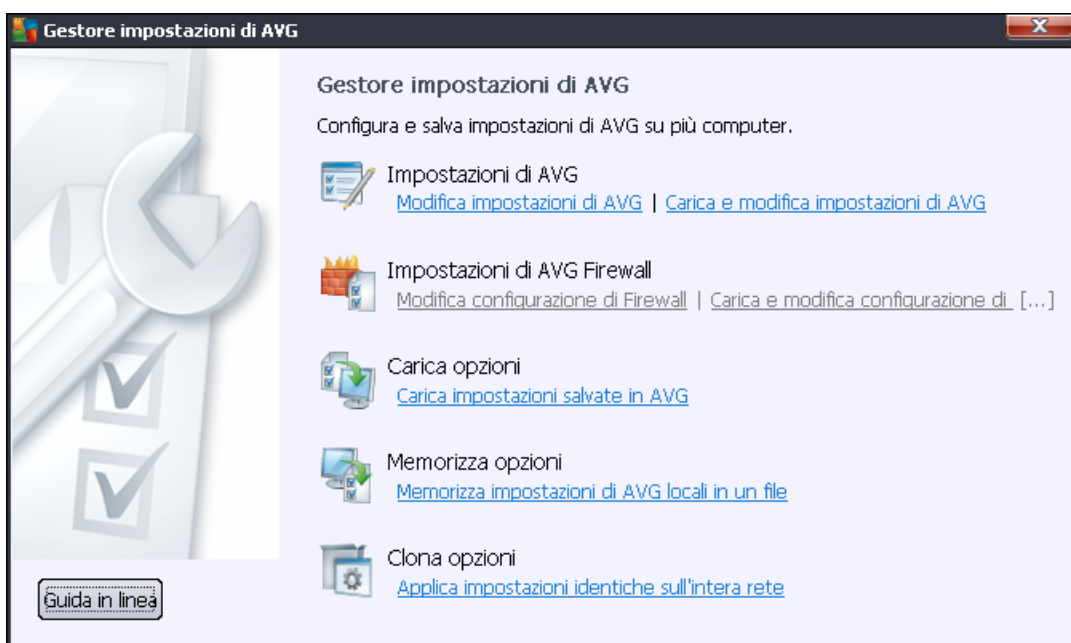 Gestore impostazioni di AVG
Gestore impostazioni di AVG
Configura e salva impostazioni di AVG su più computer.
Impostazioni di AVG
Modifica impostazioni di AVG | Carica e modifica impostazioni di AVG
Impostazioni di AVG Firewall
Modifica configurazione di Firewall | Carica e modifica configurazione di [...]
Carica opzioni
Carica impostazioni salvate in AVG
Memorizza opzioni
Memorizza impostazioni di AVG locali in un file
Clona opzioni
Applica impostazioni identiche sull'intera rete
Guida in linea